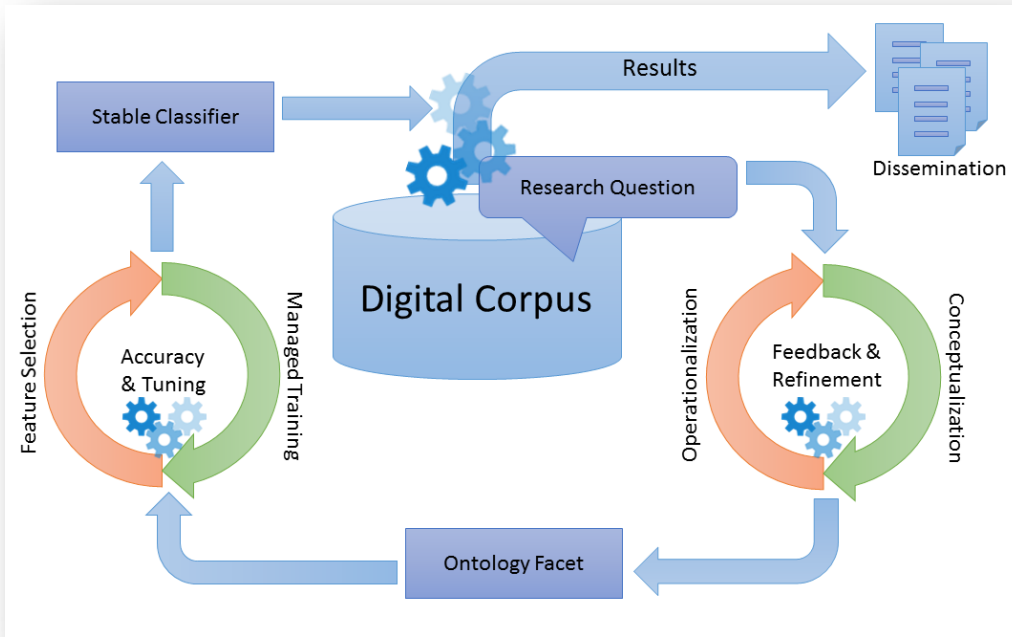 Results
Stable Classifier
Dissemination
Research Question
Digital Corpus
Feature Selection
Managed Training
Accuracy
& Tuning
Operationalization
Conceptualization
Feedback &
Refinement
Ontology Facet